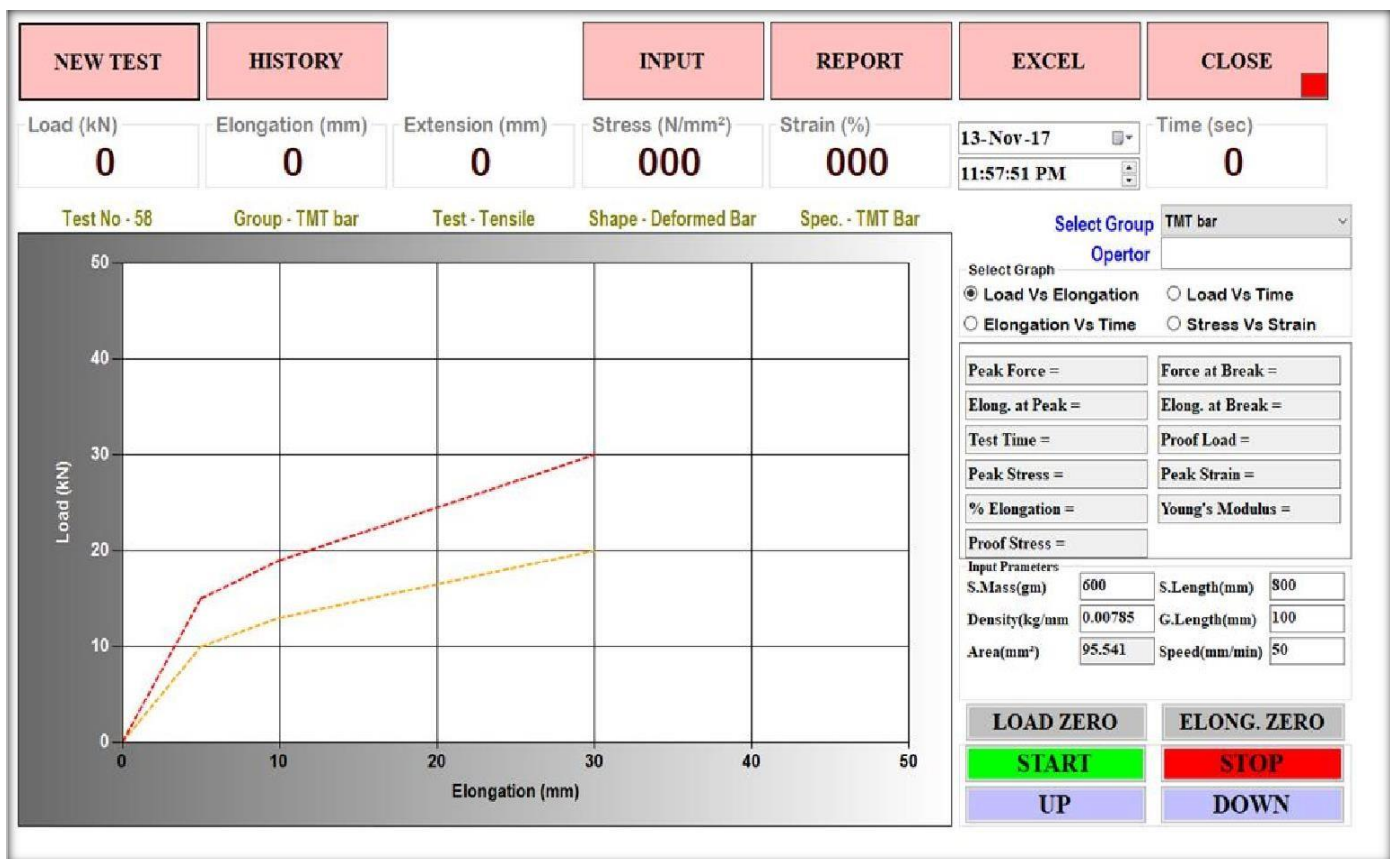 NEW TEST HISTORY INPUT REPORT EXCEL CLOSE
Load (kN) Elongation (mm) Extension (mm) Stress (N/mm²) Strain (%) Time (sec)
0 0 0 000 000 0
13-Nov-17
11:57:51 PM
Test No - 58 Group - TMT bar Test - Tensile Shape - Deformed Bar Spec. - TMT Bar
Select Group TMT bar
Opertor
Select Graph
Load Vs Elongation Load Vs Time
Elongation Vs Time Stress Vs Strain
50
40
30
20
10
0
Load (kN)
0 10 20 30 40 50
Elongation (mm)
Peak Force = Force at Break =
Elong. at Peak = Elong. at Break =
Test Time = Proof Load =
Peak Stress = Peak Strain =
% Elongation = Young's Modulus =
Proof Stress =
Input Prameters
S.Mass(gm) 600 S.Length(mm) 800
Density(kg/mm 0.00785 G.Length(mm) 100
Area(mm²) 95.541 Speed(mm/min) 50
LOAD ZERO ELONG. ZERO
START STOP
UP DOWN